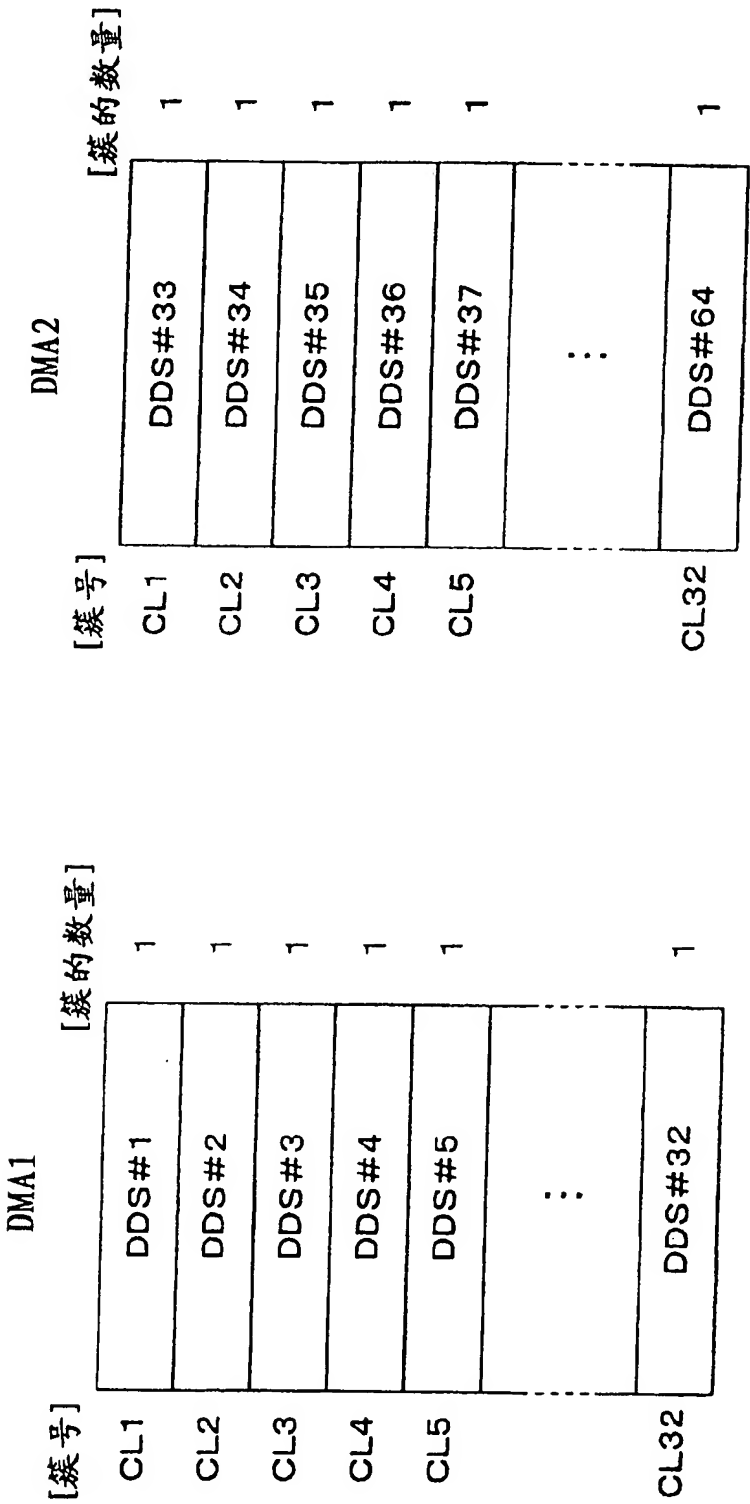 DMA1
[簇号] [簇的数量]
CL1 DDS#1 1
CL2 DDS#2 1
CL3 DDS#3 1
CL4 DDS#4 1
CL5 DDS#5 1
...
CL32 DDS#32 1
DMA2
[簇号] [簇的数量]
CL1 DDS#33 1
CL2 DDS#34 1
CL3 DDS#35 1
CL4 DDS#36 1
CL5 DDS#37 1
...
CL32 DDS#64 1